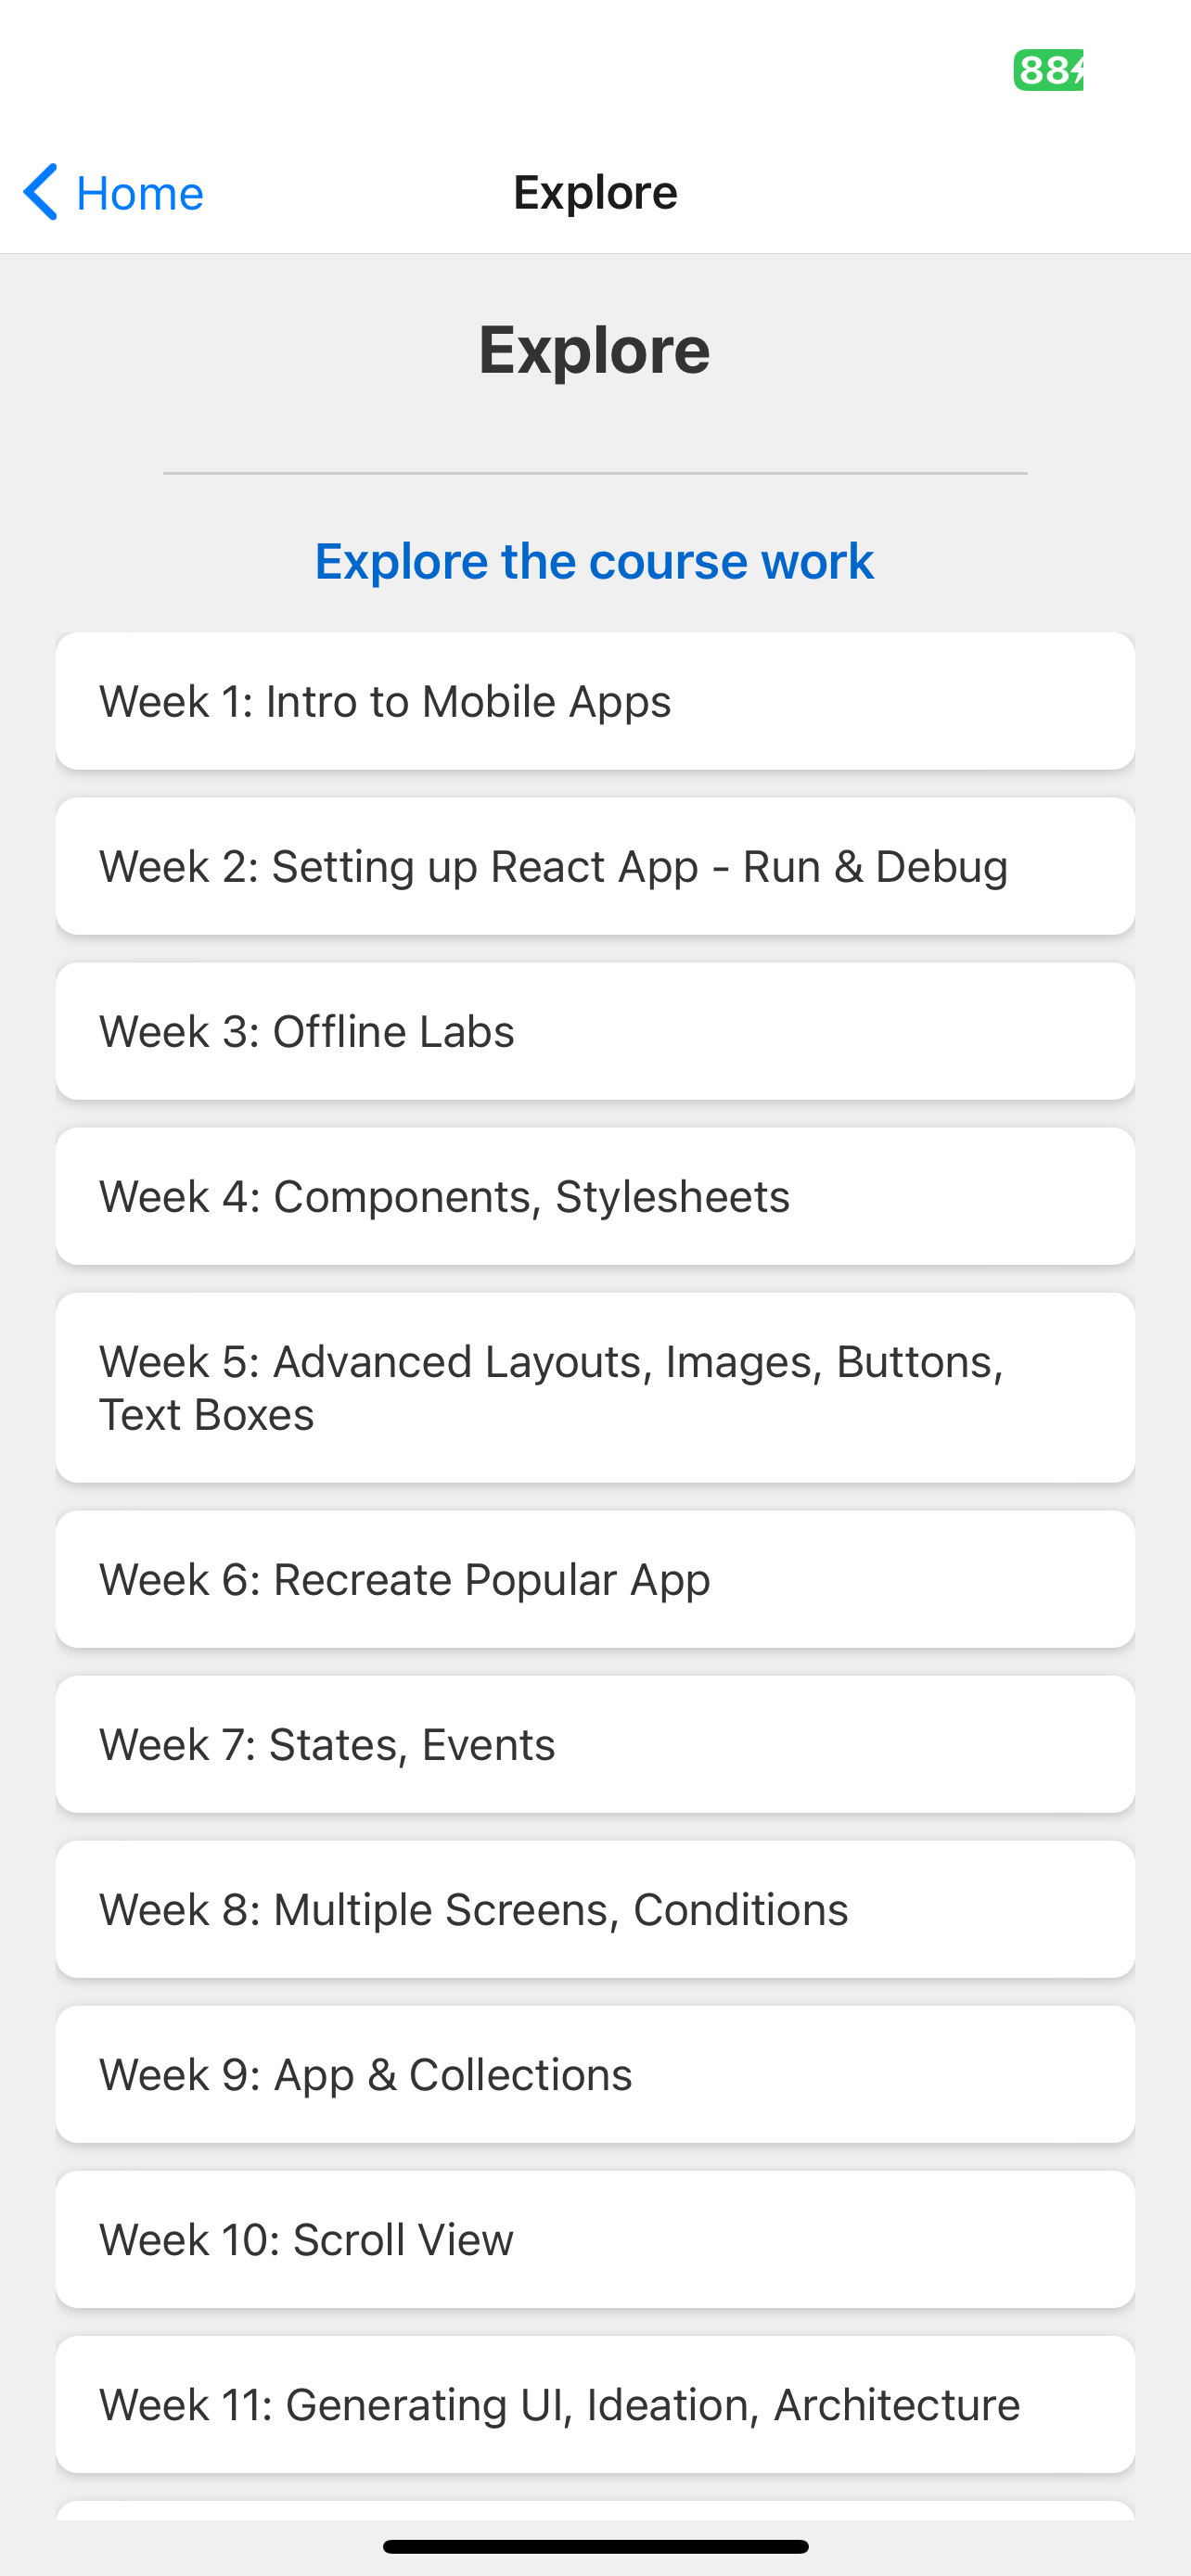 88
Home
Explore
Explore
Explore the course work
Week 1: Intro to Mobile Apps
Week 2: Setting up React App - Run & Debug
Week 3: Offline Labs
Week 4: Components, Stylesheets
Week 5: Advanced Layouts, Images, Buttons,
Text Boxes
Week 6: Recreate Popular App
Week 7: States, Events
Week 8: Multiple Screens, Conditions
Week 9: App & Collections
Week 10: Scroll View
Week 11: Generating UI, Ideation, Architecture